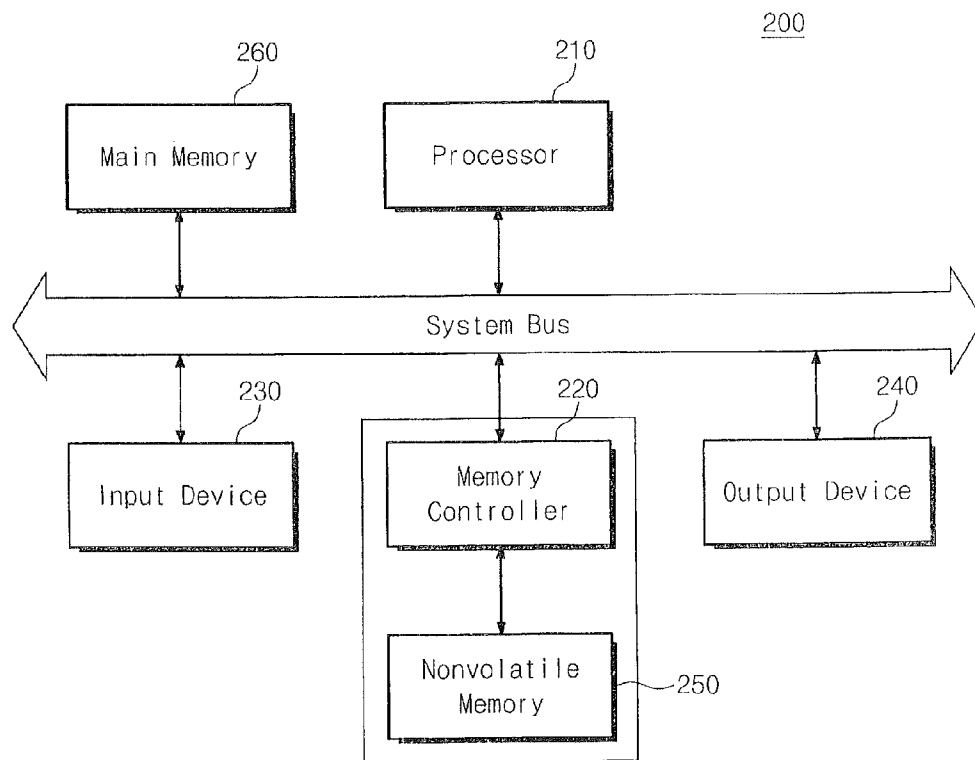 200
260
210
Main Memory
Processor
System Bus
230
220
240
Input Device
Memory
Controller
Output Device
Nonvolatile
Memory
250